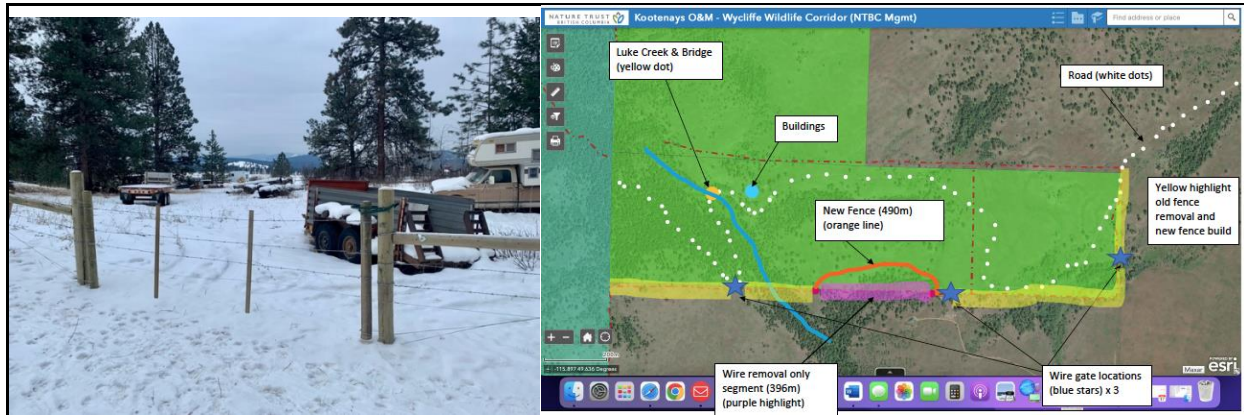 NATURE TRUST
BRITISH COLUMBIA
Kootenays O&M - Wycliffe Wildlife Corridor (NTBC Mgmt)
Find address or place
Luke Creek & Bridge
(yellow dot)
Road (white dots)
Buildings
Yellow highlight
old fence
removal and
new fence build
New Fence (490m)
(orange line)
Wire removal only
segment (396m)
(purple highlight)
Wire gate locations
(blue stars) x 3
-115.897 49.636 Degrees
POWERED BY
esri
Maxar